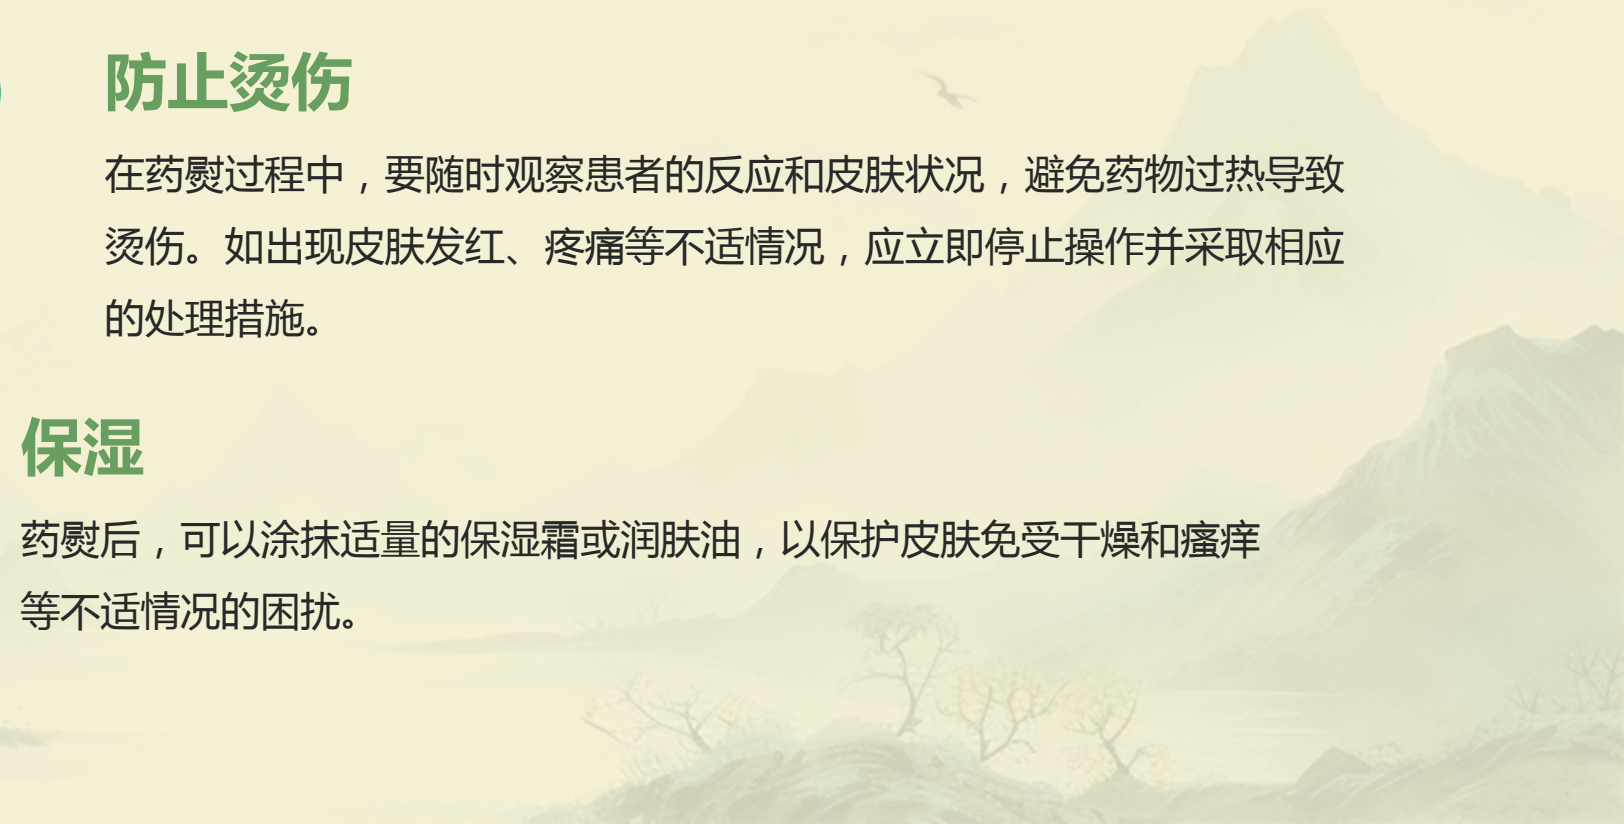 防止烫伤
在药熨过程中，要随时观察患者的反应和皮肤状况，避免药物过热导致
烫伤。如出现皮肤发红、疼痛等不适情况，应立即停止操作并采取相应
的处理措施。
保湿
药熨后，可以涂抹适量的保湿霜或润肤油，以保护皮肤免受干燥和瘙痒
等不适情况的困扰。